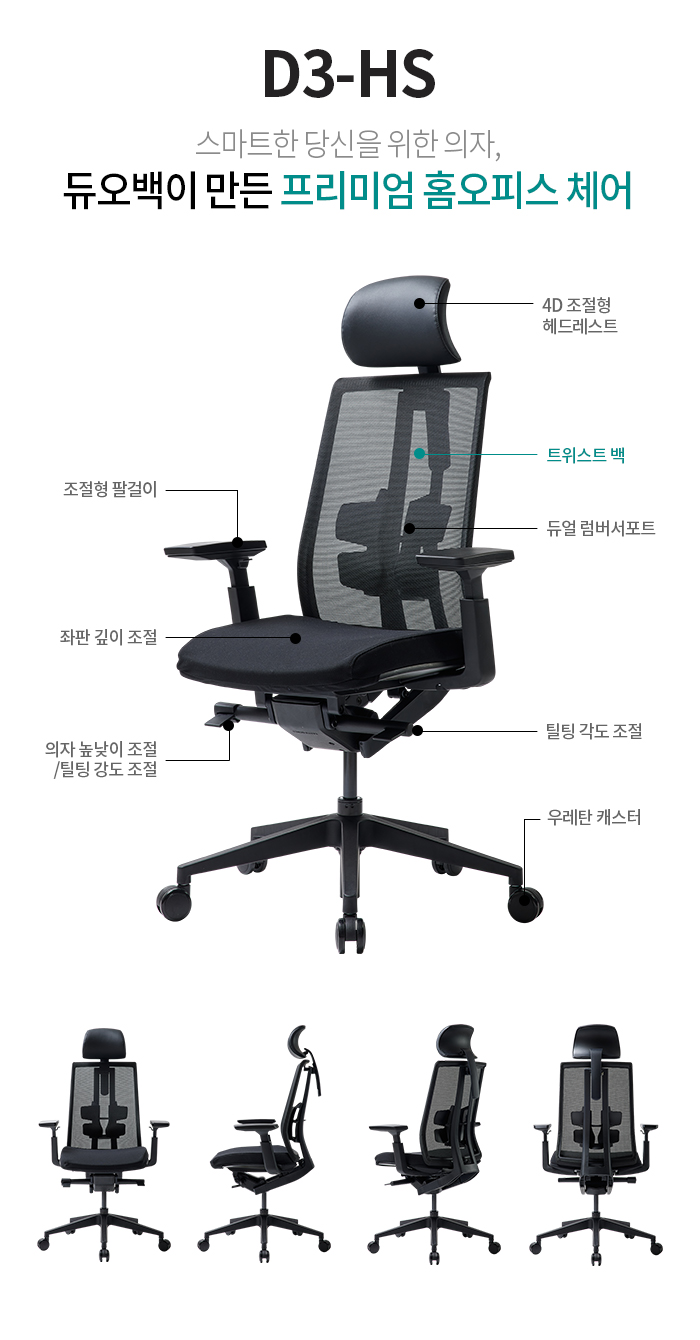 D3-HS
스마트한 당신을 위한 의자,
듀오백이 만든 프리미엄 홈오피스 체어
4D 조절형
헤드레스트
트위스트 백
조절형 팔걸이
듀얼 럼버서포트
좌판 깊이 조절
틸팅 각도 조절
의자 높낮이 조절
/틸팅 강도 조절
우레탄 캐스터